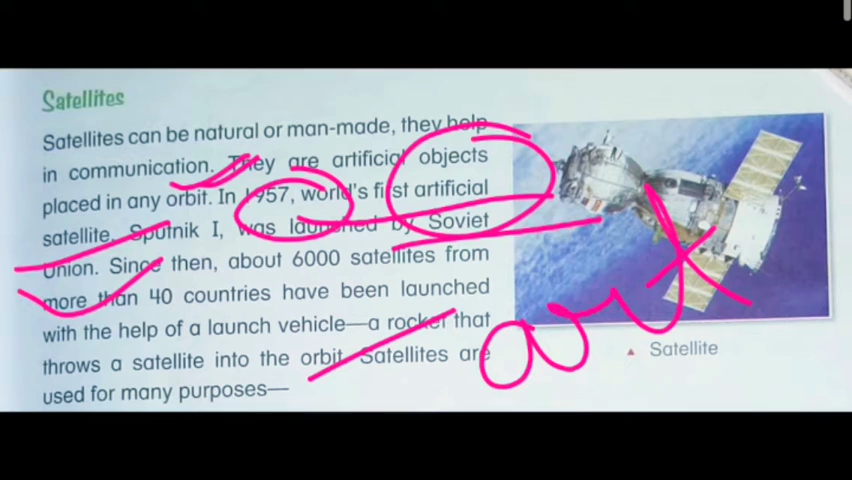 Satellites
Satellites can be natural or man-made, they help
in communication. They are artificial objects
placed in any orbit. In 1957, world's first artificial
satellite. Sputnik I, was launched by Soviet
Union. Since then, about 6000 satellites from
more than 40 countries have been launched
with the help of a launch vehicle—a rocket that
throws a satellite into the orbit. Satellites are
used for many purposes—
▲ Satellite
art